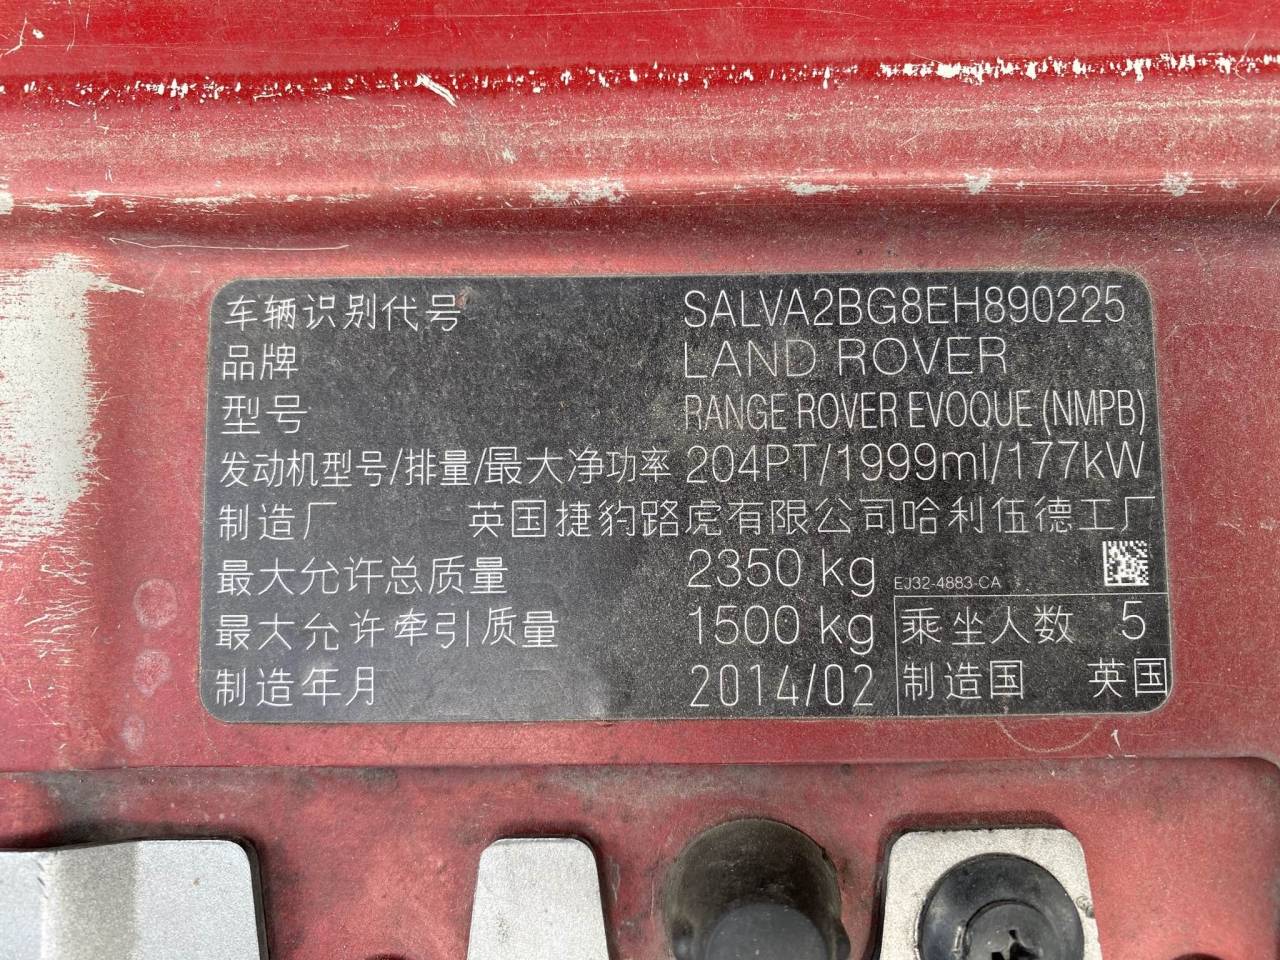 车辆识别代号 SALVA2BG8EH890225
品牌 LAND ROVER
型号 RANGE ROVER EVOQUE (NMPB)
发动机型号/排量/最大净功率 204PT/1999ml/177kW
制造厂 英国捷豹路虎有限公司哈利伍德工厂
最大允许总质量 2350 kg EJ32-4883-CA
最大允许牵引质量 1500 kg 乘坐人数 5
制造年月 2014/02 制造国 英国